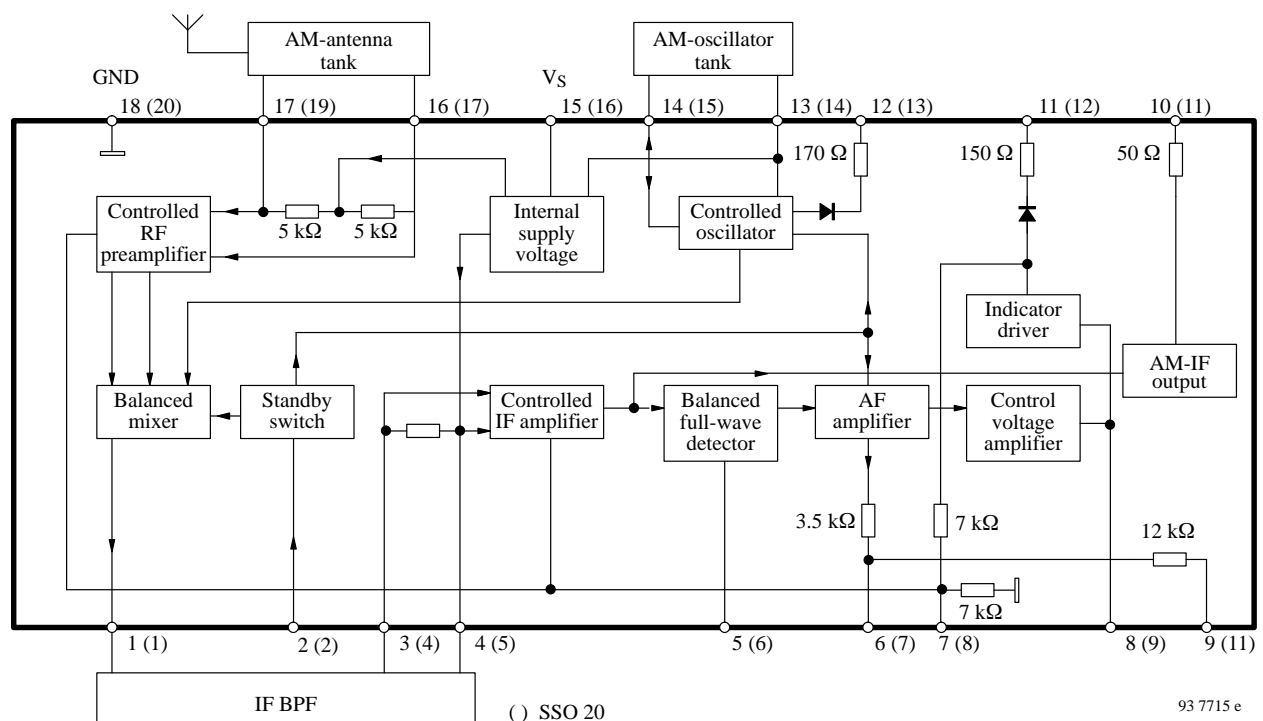 AM-antenna
tank
AM-oscillator
tank
GND
V_S
18 (20)
17 (19)
16 (17)
15 (16)
14 (15)
13 (14)
12 (13)
11 (12)
10 (11)
170 Ω
150 Ω
50 Ω
Controlled
RF
preamplifier
5 kΩ
5 kΩ
Internal
supply
voltage
Controlled
oscillator
Indicator
driver
AM-IF
output
Balanced
mixer
Standby
switch
Controlled
IF amplifier
Balanced
full-wave
detector
AF
amplifier
Control
voltage
amplifier
3.5 kΩ
7 kΩ
12 kΩ
7 kΩ
1 (1)
2 (2)
3 (4)
4 (5)
5 (6)
6 (7)
7 (8)
8 (9)
9 (11)
IF BPF
( ) SSO 20
93 7715 e